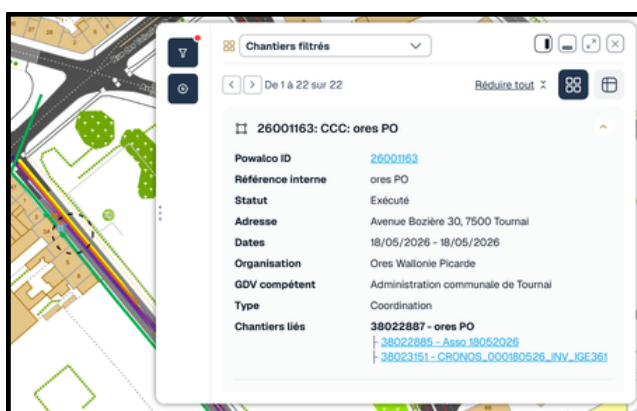 Chantiers filtrés
De 1 à 22 sur 22
Réduire tout
26001163: CCC: ores PO
Powalco ID 26001163
Référence interne ores PO
Statut Exécuté
Adresse Avenue Bozière 30, 7500 Tournai
Dates 18/05/2026 - 18/05/2026
Organisation Ores Wallonie Picarde
GDV compétent Administration communale de Tournai
Type Coordination
Chantiers liés 38022887 - ores PO
38022885 - Asso 18052026
38023151 - CRONOS_000180526_INV_IGE361